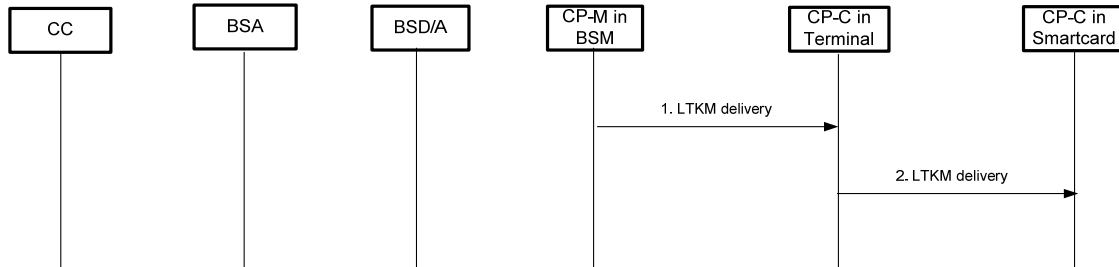 CC
BSA
BSD/A
CP-M in
BSM
CP-C in
Terminal
CP-C in
Smartcard
1. LTKM delivery
2. LTKM delivery